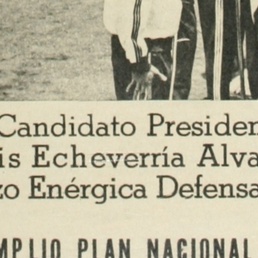 Candidato Presiden
is Echeverría Alva
zo Enérgica Defensa
MPLIO PLAN NACIONAL